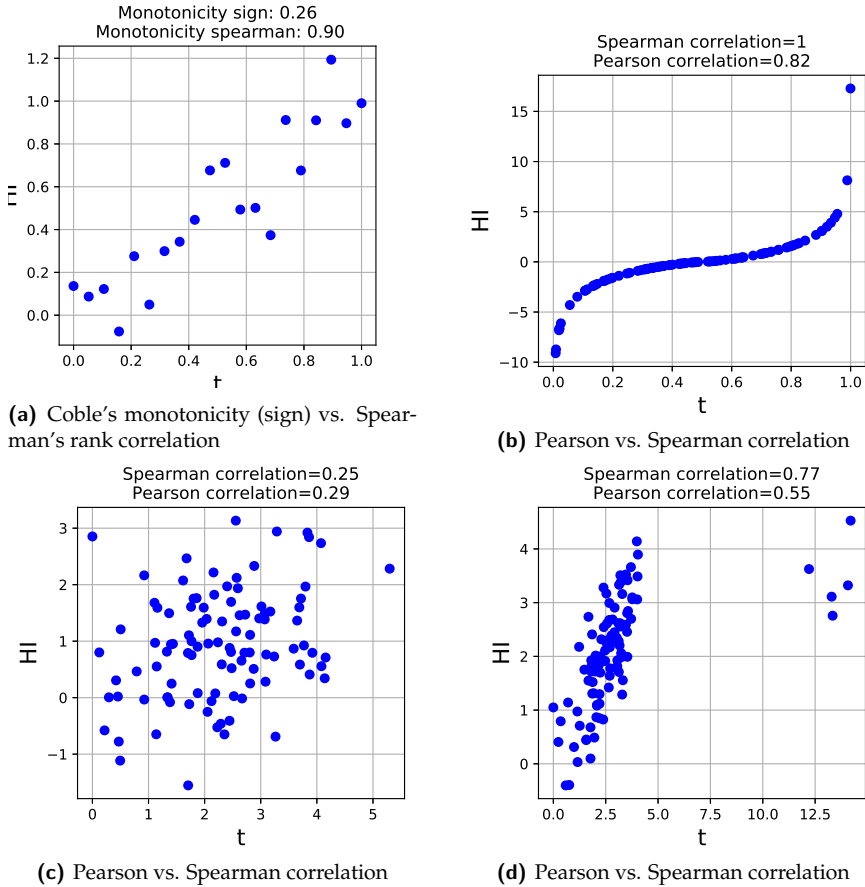 Monotonicity sign: 0.26
Monotonicity spearman: 0.90
1.2
1.0
0.8
0.6
0.4
0.2
0.0
HI
0.0 0.2 0.4 0.6 0.8 1.0
t
(a) Coble's monotonicity (sign) vs. Spear-
man's rank correlation
Spearman correlation=1
Pearson correlation=0.82
15
10
5
0
−5
−10
HI
0.0 0.2 0.4 0.6 0.8 1.0
t
(b) Pearson vs. Spearman correlation
Spearman correlation=0.25
Pearson correlation=0.29
3
2
1
0
−1
HI
0 1 2 3 4 5
t
(c) Pearson vs. Spearman correlation
Spearman correlation=0.77
Pearson correlation=0.55
4
3
2
1
0
HI
0.0 2.5 5.0 7.5 10.0 12.5
t
(d) Pearson vs. Spearman correlation